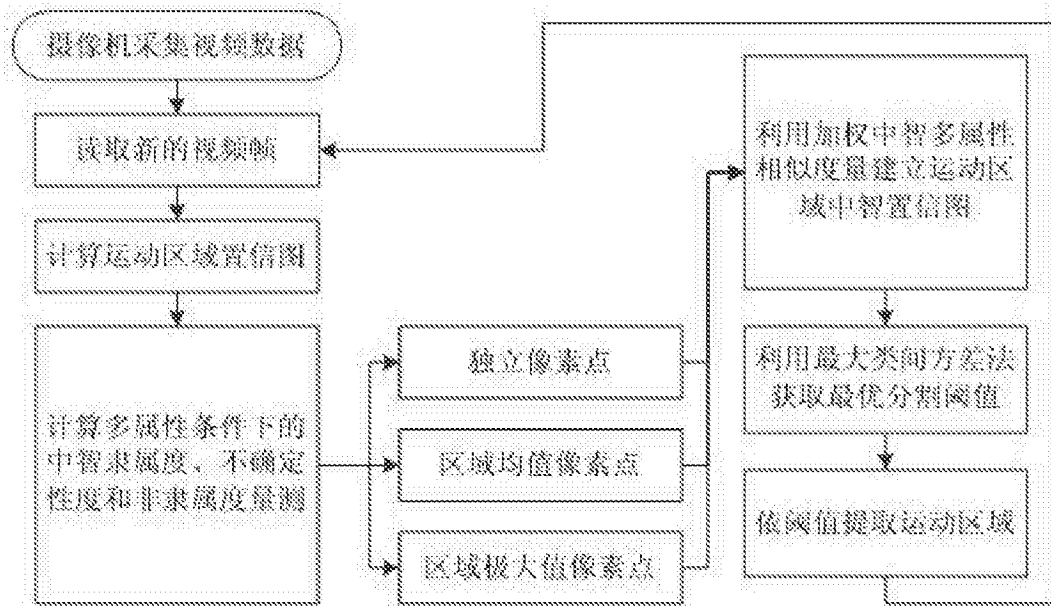 摄像机采集视频数据
读取新的视频帧
计算运动区域置信图
计算多属性条件下的
中智隶属度、不确定
性度和非隶属度量测
独立像素点
区域均值像素点
区域极大值像素点
利用加权中智多属性
相似度量建立运动区
域中智置信图
利用最大类间方差法
获取最优分割阈值
依阈值提取运动区域